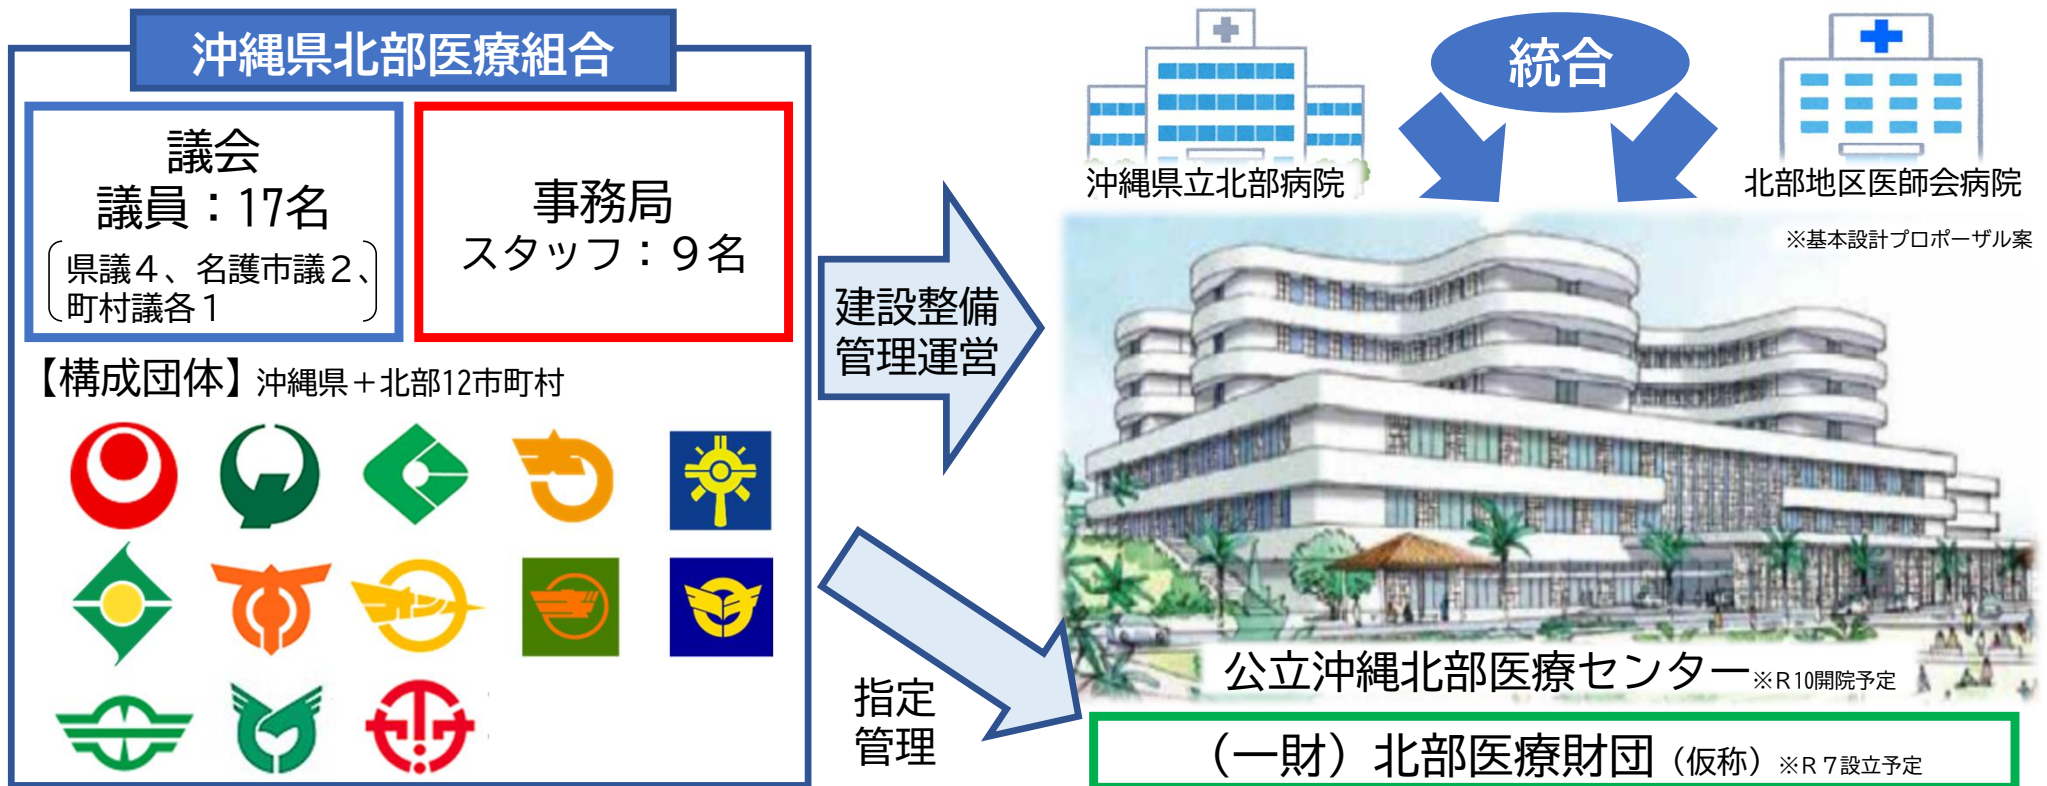 沖縄県北部医療組合
議会
議員：17名
県議４、名護市議２、
町村議各１
事務局
スタッフ：９名
【構成団体】沖縄県＋北部12市町村
建設整備
管理運営
指定
管理
統合
沖縄県立北部病院
北部地区医師会病院
※基本設計プロポーザル案
公立沖縄北部医療センター※Ｒ10開院予定
（一財）北部医療財団（仮称）※Ｒ７設立予定